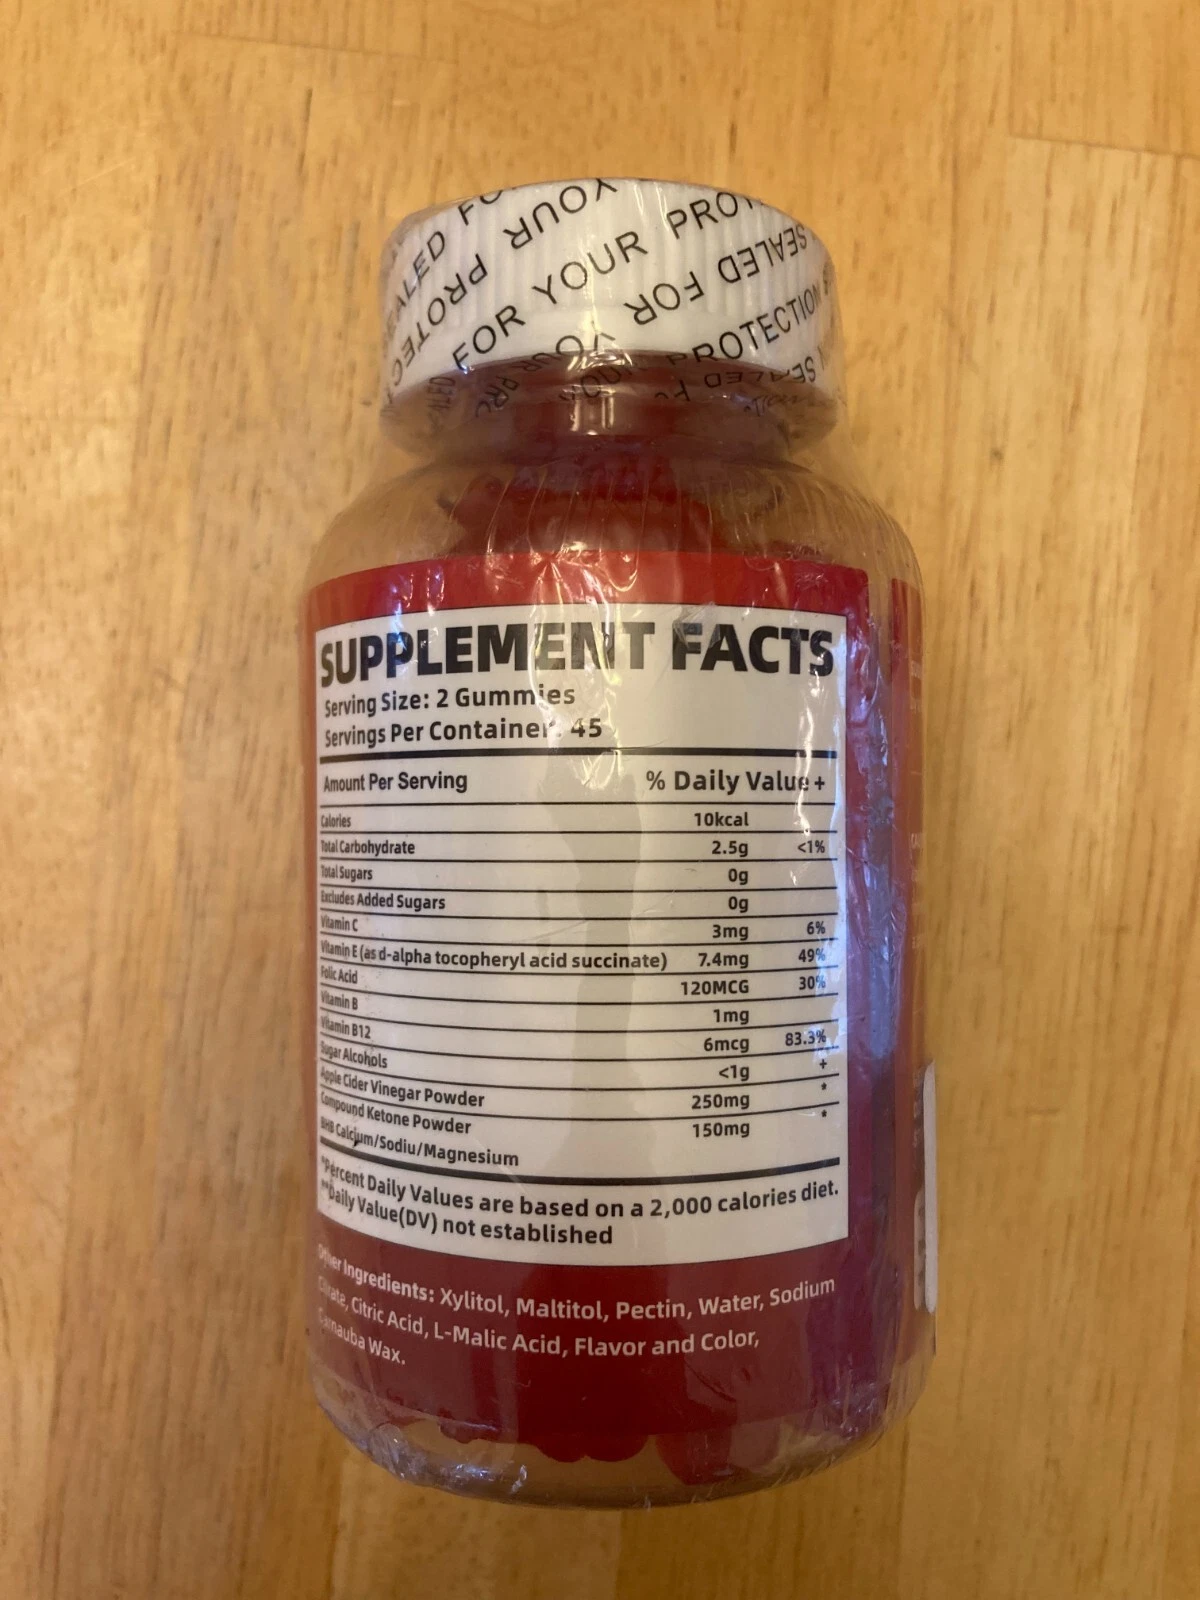 SEALED FOR
YOUR PROTEC
FOR YOUR PROT
SEALED FOR YOUR
PROTECTION
SUPPLEMENT FACTS
Serving Size: 2 Gummies
Servings Per Container: 45
Amount Per Serving % Daily Value +
Calories 10kcal
Total Carbohydrate 2.5g <1%
Total Sugars 0g
Excludes Added Sugars 0g
Vitamin C 3mg 6%
Vitamin E (as d-alpha tocopheryl acid succinate) 7.4mg 49%
Folic Acid 120MCG 30%
Vitamin B 1mg
Vitamin B12 6mcg 83.3%
Sugar Alcohols <1g +
Apple Cider Vinegar Powder 250mg *
Compound Ketone Powder 150mg *
BHB Calcjum/Sodiu/Magnesium
*Percent Daily Values are based on a 2,000 calories diet.
**Daily Value(DV) not established
Other Ingredients: Xylitol, Maltitol, Pectin, Water, Sodium
Citrate, Citric Acid, L-Malic Acid, Flavor and Color,
Carnauba Wax.